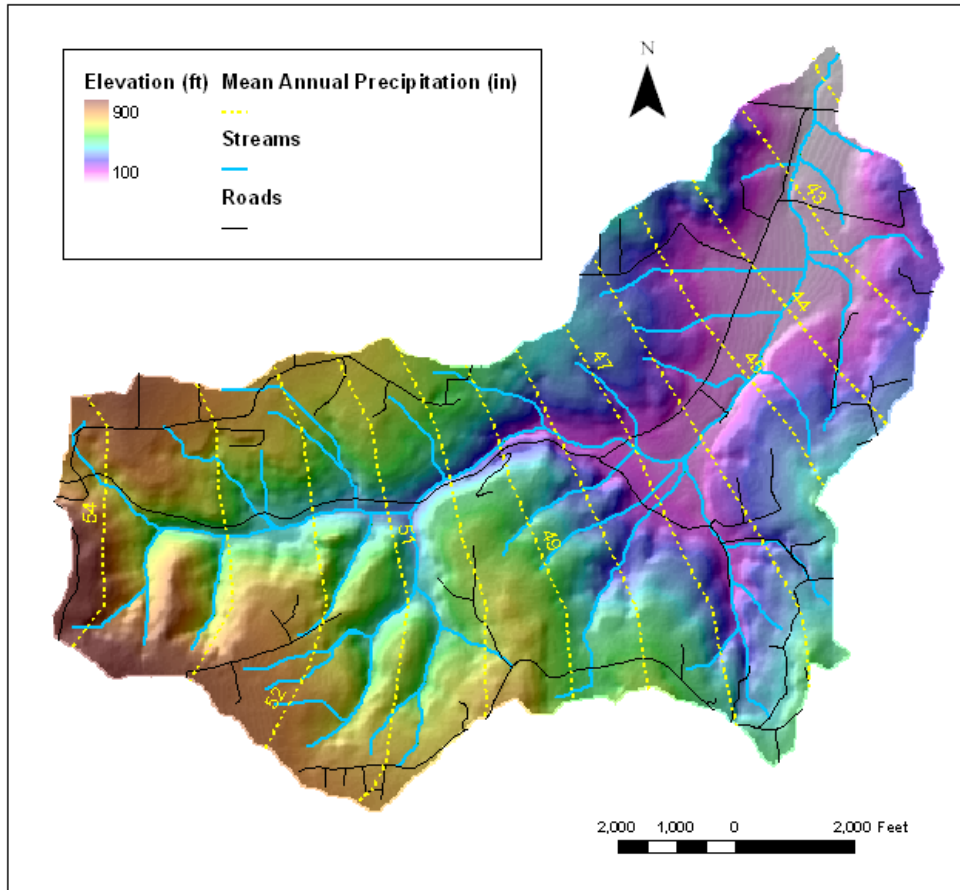 Elevation (ft) Mean Annual Precipitation (in)
900
100
Streams
Roads
N
43
44
45
47
49
51
52
54
2,000 1,000 0 2,000 Feet